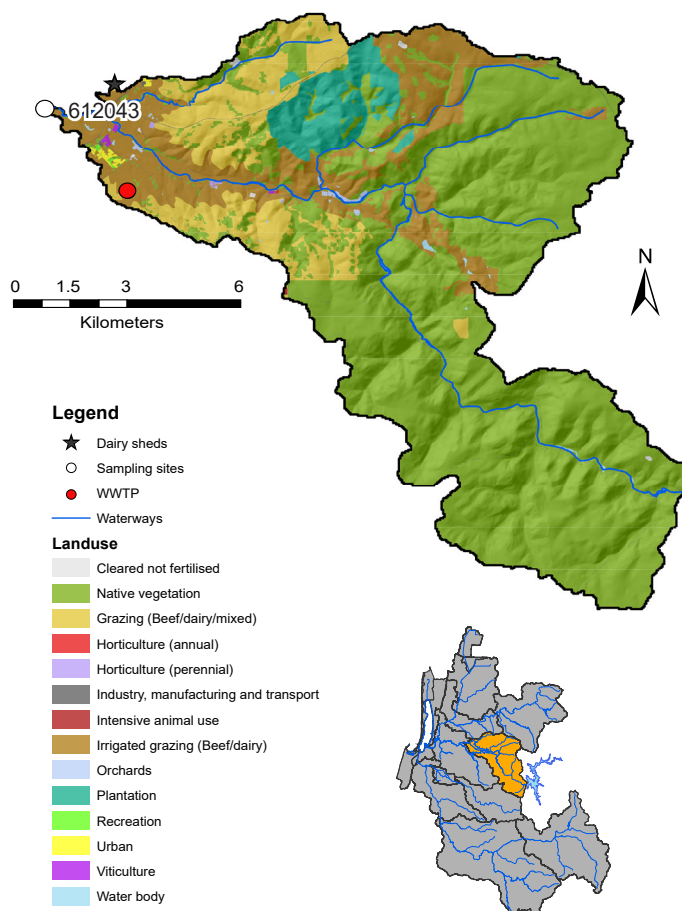 612043
N
0 1.5 3 6
Kilometers
Legend
Dairy sheds
Sampling sites
WWTP
Waterways
Landuse
Cleared not fertilised
Native vegetation
Grazing (Beef/dairy/mixed)
Horticulture (annual)
Horticulture (perennial)
Industry, manufacturing and transport
Intensive animal use
Irrigated grazing (Beef/dairy)
Orchards
Plantation
Recreation
Urban
Viticulture
Water body